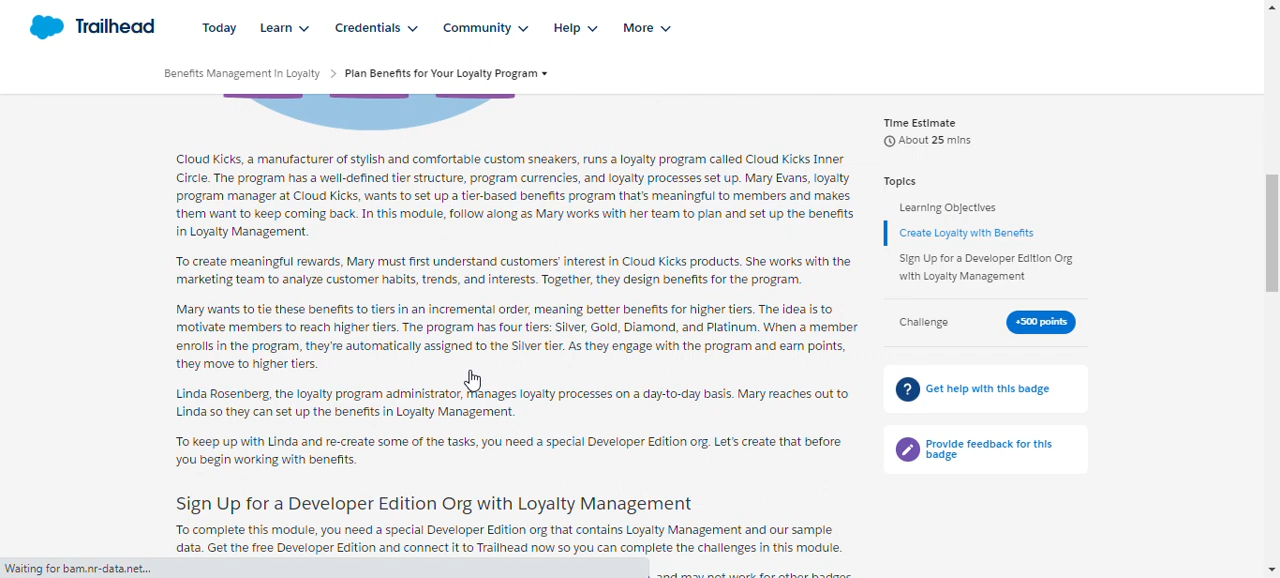 Trailhead
Today Learn Credentials Community Help More
Benefits Management in Loyalty > Plan Benefits for Your Loyalty Program
Cloud Kicks, a manufacturer of stylish and comfortable custom sneakers, runs a loyalty program called Cloud Kicks Inner
Circle. The program has a well-defined tier structure, program currencies, and loyalty processes set up. Mary Evans, loyalty
program manager at Cloud Kicks, wants to set up a tier-based benefits program that's meaningful to members and makes
them want to keep coming back. In this module, follow along as Mary works with her team to plan and set up the benefits
in Loyalty Management.
To create meaningful rewards, Mary must first understand customers' interest in Cloud Kicks products. She works with the
marketing team to analyze customer habits, trends, and interests. Together, they design benefits for the program.
Mary wants to tie these benefits to tiers in an incremental order, meaning better benefits for higher tiers. The idea is to
motivate members to reach higher tiers. The program has four tiers: Silver, Gold, Diamond, and Platinum. When a member
enrolls in the program, they're automatically assigned to the Silver tier. As they engage with the program and earn points,
they move to higher tiers.
Linda Rosenberg, the loyalty program administrator, manages loyalty processes on a day-to-day basis. Mary reaches out to
Linda so they can set up the benefits in Loyalty Management.
To keep up with Linda and re-create some of the tasks, you need a special Developer Edition org. Let's create that before
you begin working with benefits.
Sign Up for a Developer Edition Org with Loyalty Management
To complete this module, you need a special Developer Edition org that contains Loyalty Management and our sample
data. Get the free Developer Edition and connect it to Trailhead now so you can complete the challenges in this module.
and may not work for other badges
Time Estimate
About 25 mins
Topics
Learning Objectives
Create Loyalty with Benefits
Sign Up for a Developer Edition Org
with Loyalty Management
Challenge +500 points
? Get help with this badge
Provide feedback for this
badge
Waiting for bam.nr-data.net...